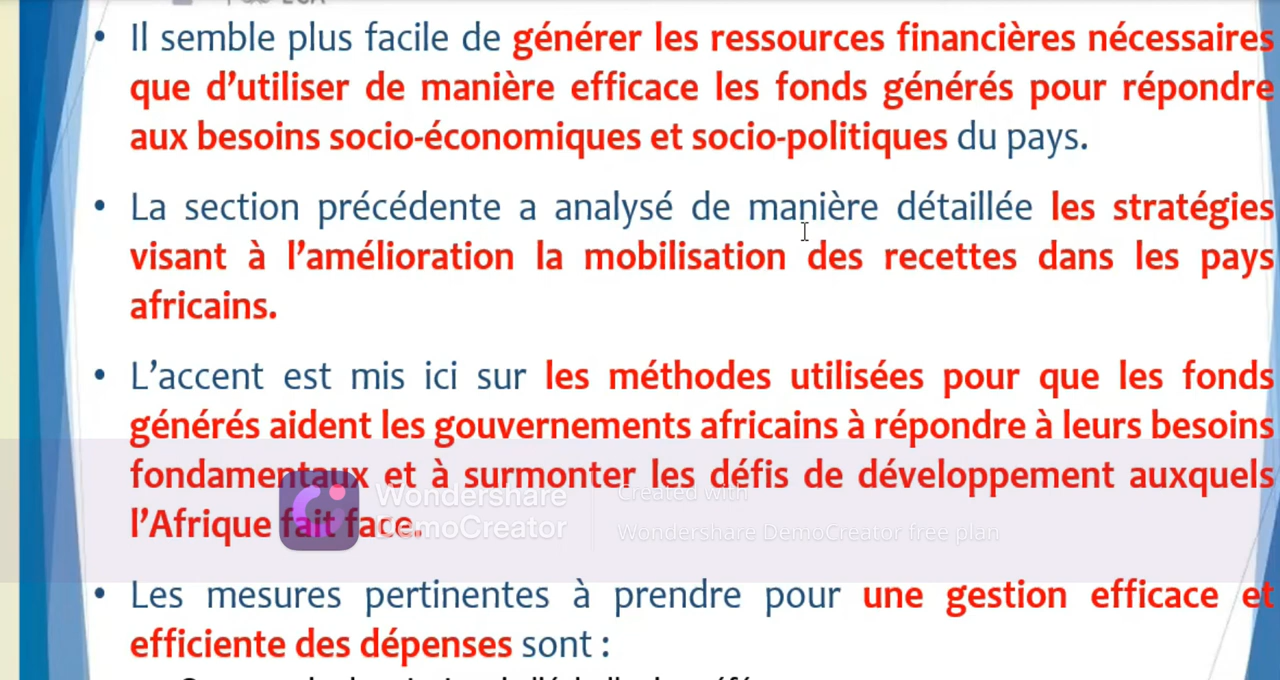 • Il semble plus facile de générer les ressources financières nécessaires
que d’utiliser de manière efficace les fonds générés pour répondre
aux besoins socio-économiques et socio-politiques du pays.
• La section précédente a analysé de manière détaillée les stratégies
visant à l’amélioration la mobilisation des recettes dans les pays
africains.
• L’accent est mis ici sur les méthodes utilisées pour que les fonds
générés aident les gouvernements africains à répondre à leurs besoins
fondamentaux et à surmonter les défis de développement auxquels
l’Afrique fait face.
Wondershare
DemoCreator
Created with
Wondershare DemoCreator free plan
• Les mesures pertinentes à prendre pour une gestion efficace et
efficiente des dépenses sont :